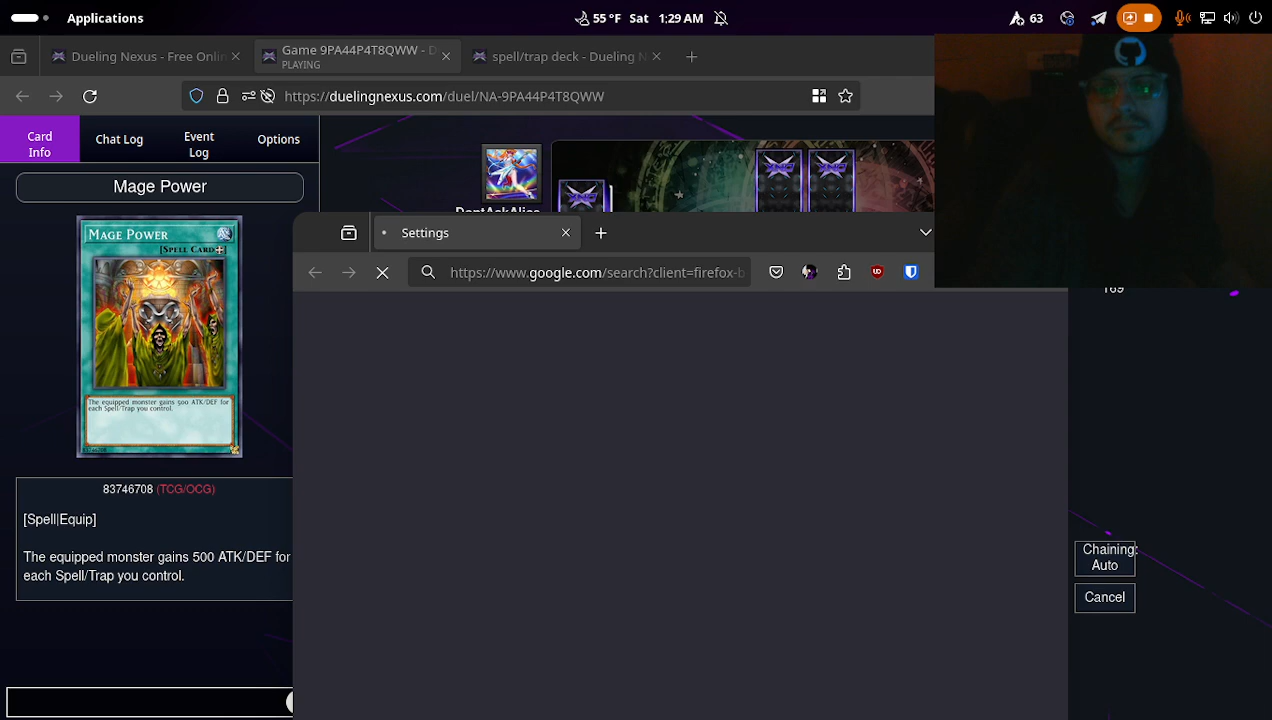 Applications
55 °F Sat 1:29 AM
63
Dueling Nexus - Free Onlin
Game 9PA44P4T8QWW - D
PLAYING
spell/trap deck - Dueling N
https://duelingnexus.com/duel/NA-9PA44P4T8QWW
Card
Info
Chat Log
Event
Log
Options
Mage Power
Mage Power
[Spell Card
The equipped monster gains 500 ATK/DEF for
each Spell/Trap you control.
83746708 (TCG/OCG)
[Spell|Equip]
The equipped monster gains 500 ATK/DEF for
each Spell/Trap you control.
DontAskAlice
Settings
https://www.google.com/search?client=firefox-b
169
Chaining:
Auto
Cancel